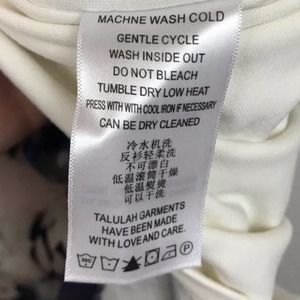 MACHNE WASH COLD
GENTLE CYCLE
WASH INSIDE OUT
DO NOT BLEACH
TUMBLE DRY LOW HEAT
PRESS WITH WITH COOL IRON IF NECESSARY
CAN BE DRY CLEANED
冷水机洗
反衫轻柔洗
不可漂白
低温滚筒干燥
低温熨烫
可以干洗
TALULAH GARMENTS
HAVE BEEN MADE
WITH LOVE AND CARE.